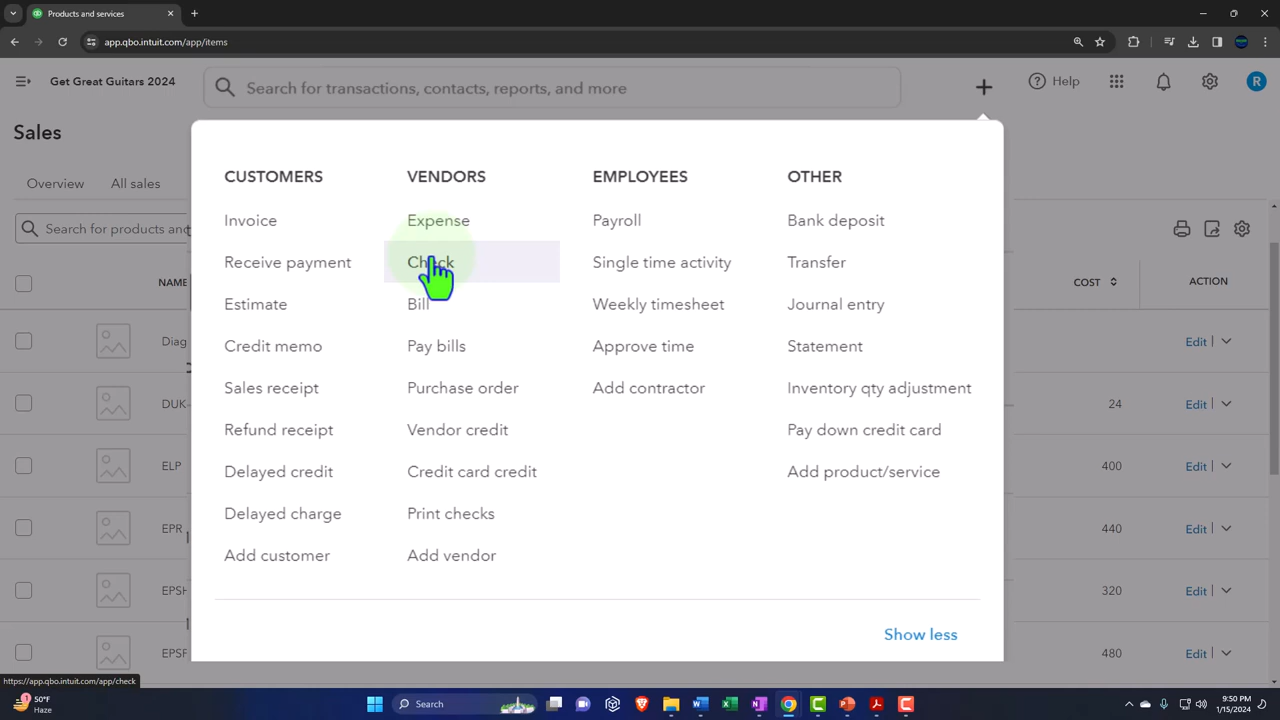 Products and services
app.qbo.intuit.com/app/items
Get Great Guitars 2024
Search for transactions, contacts, reports, and more
Help
R
Sales
Overview
All sales
Search for products and
NAME
COST
ACTION
CUSTOMERS
Invoice
Receive payment
Estimate
Credit memo
Sales receipt
Refund receipt
Delayed credit
Delayed charge
Add customer
VENDORS
Expense
Check
Bill
Pay bills
Purchase order
Vendor credit
Credit card credit
Print checks
Add vendor
EMPLOYEES
Payroll
Single time activity
Weekly timesheet
Approve time
Add contractor
OTHER
Bank deposit
Transfer
Journal entry
Statement
Inventory qty adjustment
Pay down credit card
Add product/service
Show less
Diag
Edit
DUK-
24
Edit
ELP
400
Edit
EPR
440
Edit
EPSH
320
Edit
480
Edit
https://app.qbo.intuit.com/app/check
50°F
Haze
Search
9:50 PM
1/15/2024